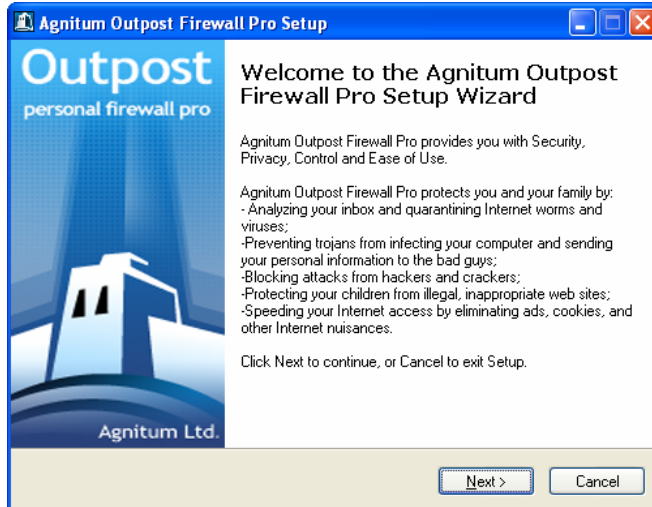 Agnitum Outpost Firewall Pro Setup
Outpost
personal firewall pro
Agnitum Ltd.
Welcome to the Agnitum Outpost
Firewall Pro Setup Wizard
Agnitum Outpost Firewall Pro provides you with Security,
Privacy, Control and Ease of Use.
Agnitum Outpost Firewall Pro protects you and your family by:
- Analyzing your inbox and quarantining Internet worms and
viruses;
-Preventing trojans from infecting your computer and sending
your personal information to the bad guys;
-Blocking attacks from hackers and crackers;
-Protecting your children from illegal, inappropriate web sites;
-Speeding your Internet access by eliminating ads, cookies, and
other Internet nuisances.
Click Next to continue, or Cancel to exit Setup.
Next >
Cancel